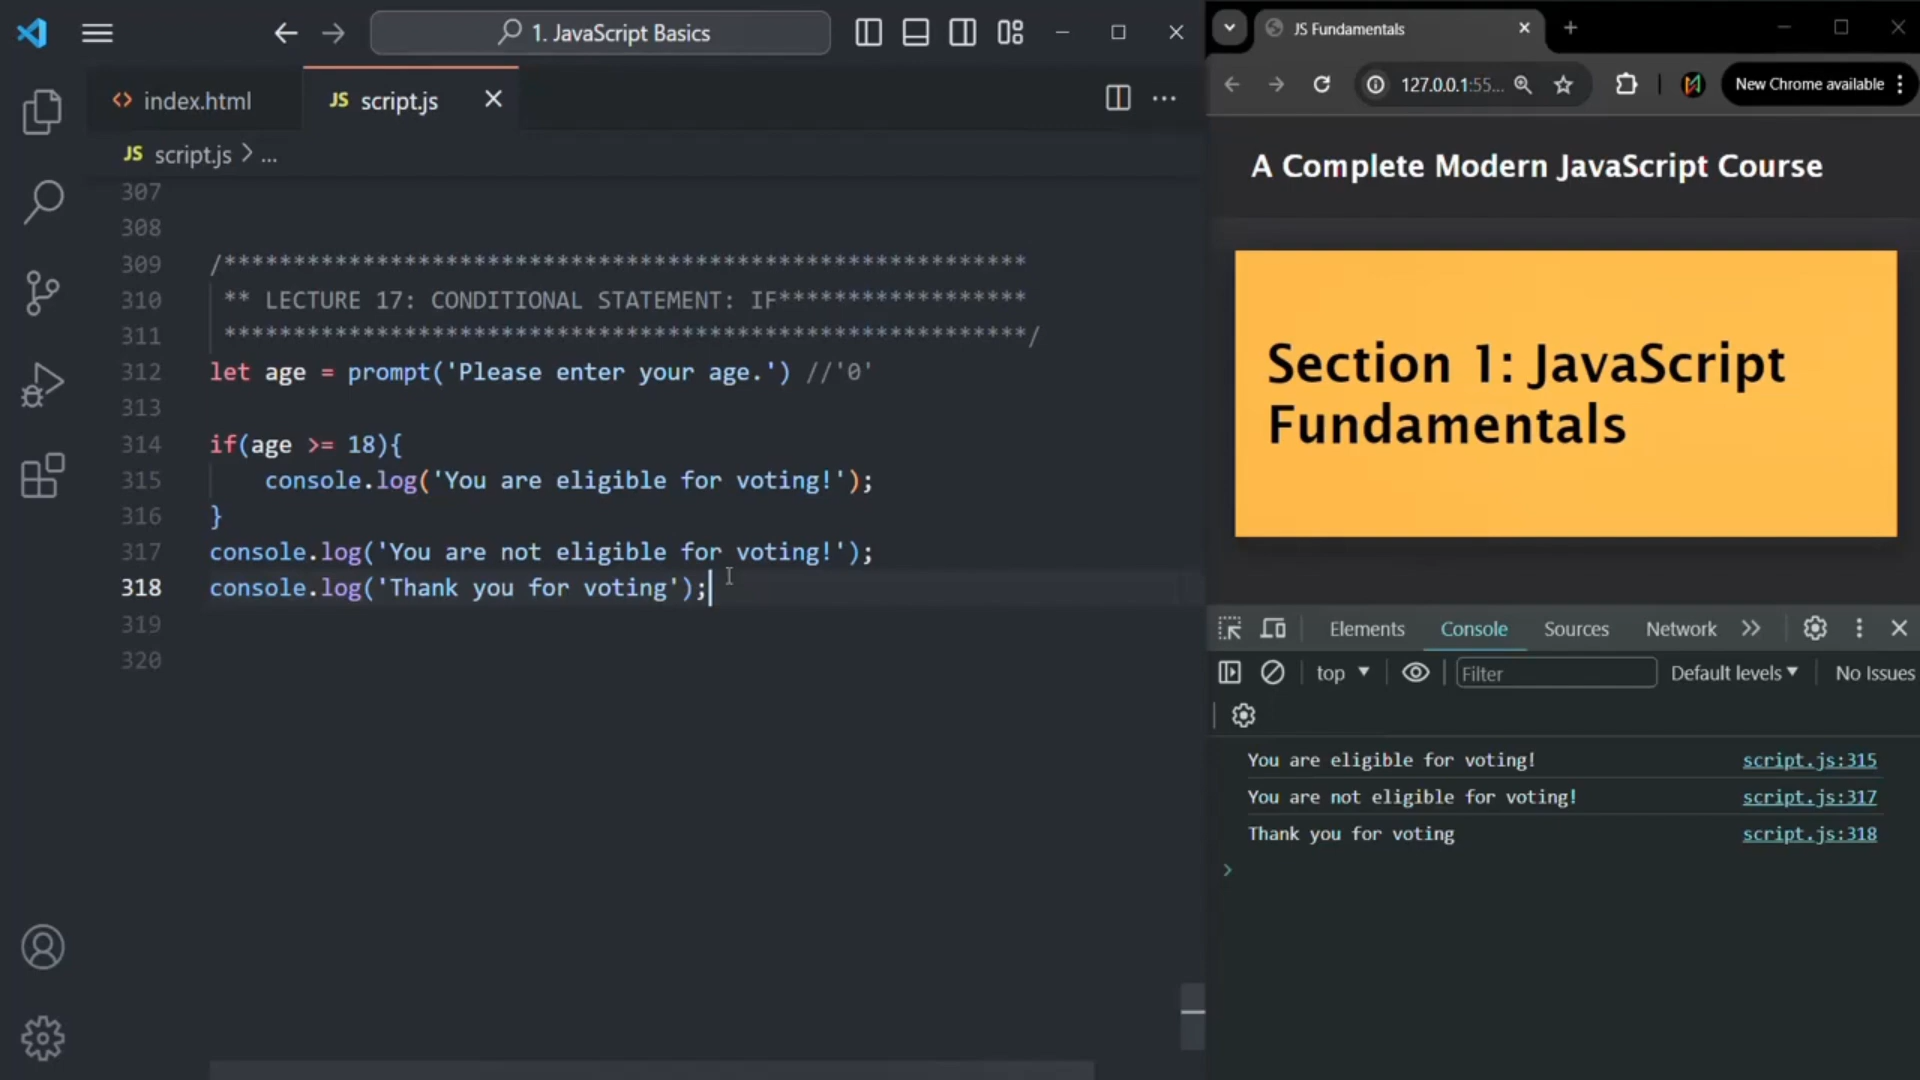 1. JavaScript Basics
index.html
JS script.js
JS script.js > ...
307
308
309 /**********************************************************
310 ** LECTURE 17: CONDITIONAL STATEMENT: IF******************
311 **********************************************************/
312 let age = prompt('Please enter your age.') //'0'
313
314 if(age >= 18){
315 console.log('You are eligible for voting!');
316 }
317 console.log('You are not eligible for voting!');
318 console.log('Thank you for voting');
319
320
JS Fundamentals
127.0.0.1:55...
New Chrome available
A Complete Modern JavaScript Course
Section 1: JavaScript
Fundamentals
Elements Console Sources Network
top Filter Default levels No Issues
You are eligible for voting! script.js:315
You are not eligible for voting! script.js:317
Thank you for voting script.js:318